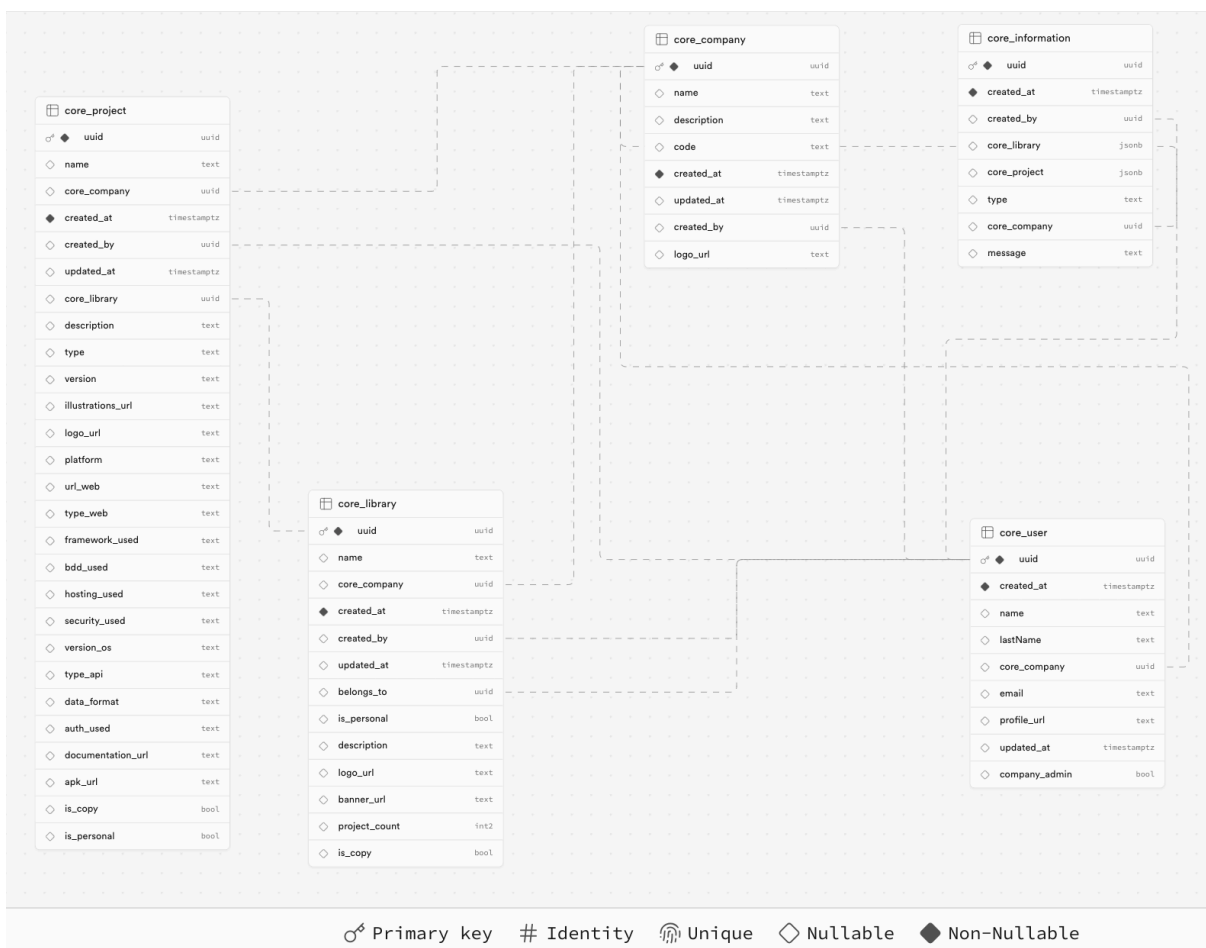 core_project
uuid uuid
name text
core_company uuid
created_at timestamptz
created_by uuid
updated_at timestamptz
core_library uuid
description text
type text
version text
illustrations_url text
logo_url text
platform text
url_web text
type_web text
framework_used text
bdd_used text
hosting_used text
security_used text
version_os text
type_api text
data_format text
auth_used text
documentation_url text
apk_url text
is_copy bool
is_personal bool
core_library
uuid uuid
name text
core_company uuid
created_at timestamptz
created_by uuid
updated_at timestamptz
belongs_to uuid
is_personal bool
description text
logo_url text
banner_url text
project_count int2
is_copy bool
core_company
uuid uuid
name text
description text
code text
created_at timestamptz
updated_at timestamptz
created_by uuid
logo_url text
core_information
uuid uuid
created_at timestamptz
created_by uuid
core_library jsonb
core_project jsonb
type text
core_company uuid
message text
core_user
uuid uuid
created_at timestamptz
name text
lastName text
core_company uuid
email text
profile_url text
updated_at timestamptz
company_admin bool
Primary key # Identity Unique Nullable Non-Nullable